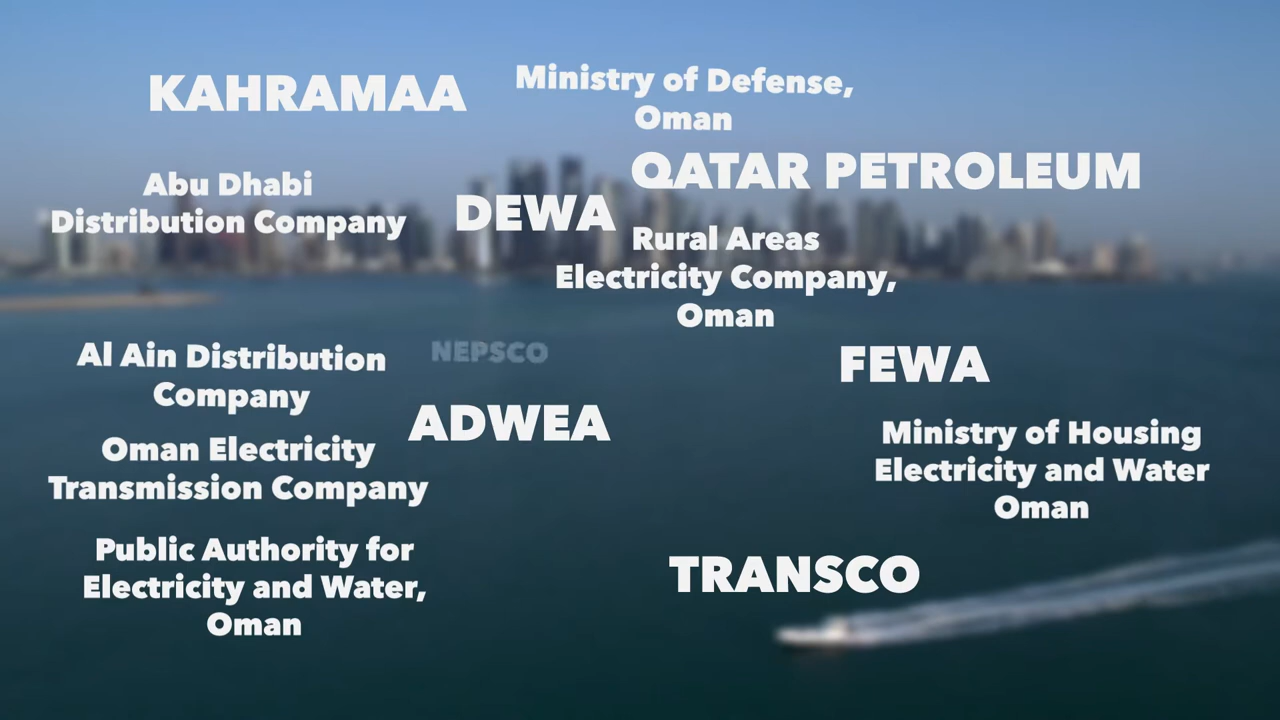 KAHRAMAA
Ministry of Defense,
Oman
QATAR PETROLEUM
Abu Dhabi
Distribution Company
DEWA
Rural Areas
Electricity Company,
Oman
Al Ain Distribution
Company
NEPSCO
FEWA
ADWEA
Ministry of Housing
Electricity and Water
Oman
Oman Electricity
Transmission Company
Public Authority for
Electricity and Water,
Oman
TRANSCO